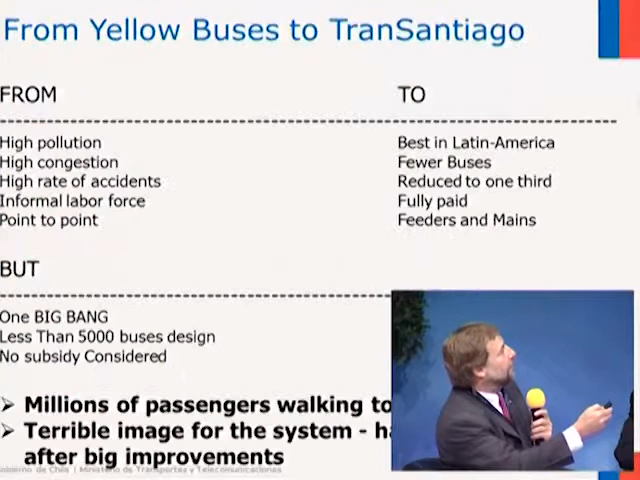 From Yellow Buses to TranSantiago
FROM
TO
High pollution
Best in Latin-America
High congestion
Fewer Buses
High rate of accidents
Reduced to one third
Informal labor force
Fully paid
Point to point
Feeders and Mains
BUT
One BIG BANG
Less Than 5000 buses design
No subsidy Considered
➢ Millions of passengers walking to
➢ Terrible image for the system - ha
after big improvements
obierno de Chile | Ministerio de Transportes y Telecomunicaciones